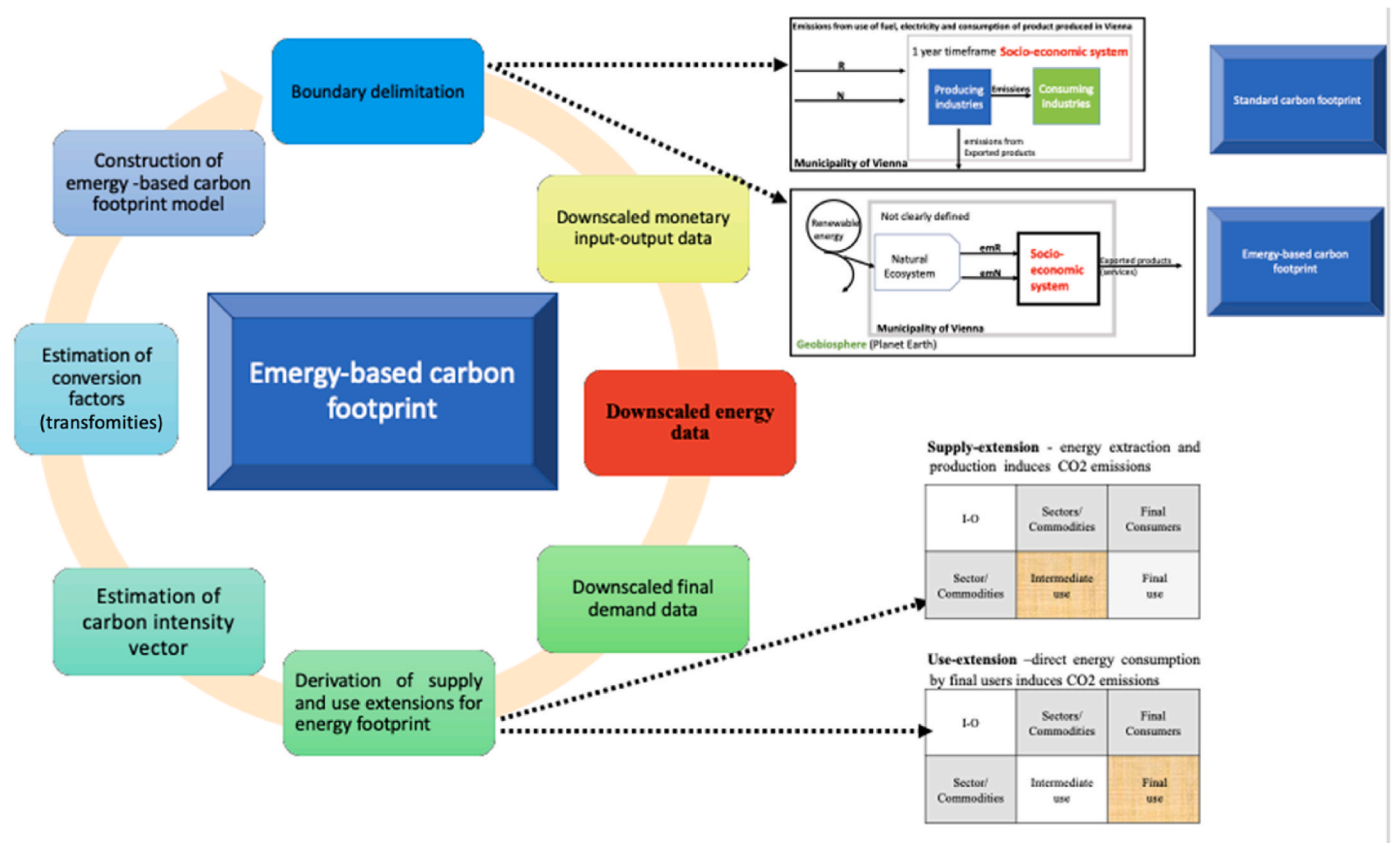 Boundary delimitation
Construction of
emergy -based carbon
footprint model
Downscaled monetary
input-output data
Estimation of
conversion
factors
(transfomities)
Emergy-based carbon
footprint
Downscaled energy
data
Downscaled final
demand data
Estimation of
carbon intensity
vector
Derivation of supply
and use extensions for
energy footprint
Emissions from use of fuel, electricity and consumption of product produced in Vienna
1 year timeframe Socio-economic system
R
N
Producing
industries
Emissions
Consuming
industries
emissions from
Exported products
Municipality of Vienna
Standard carbon footprint
Renewable
energy
Not clearly defined
Natural
Ecosystem
emR
emN
Socio-
economic
system
Exported products
(services)
Municipality of Vienna
Geobiosphere (Planet Earth)
Emergy-based carbon
footprint
Supply-extension - energy extraction and
production induces CO2 emissions
I-O
Sectors/
Commodities
Final
Consumers
Sector/
Commodities
Intermediate
use
Final
use
Use-extension –direct energy consumption
by final users induces CO2 emissions
I-O
Sectors/
Commodities
Final
Consumers
Sector/
Commodities
Intermediate
use
Final
use